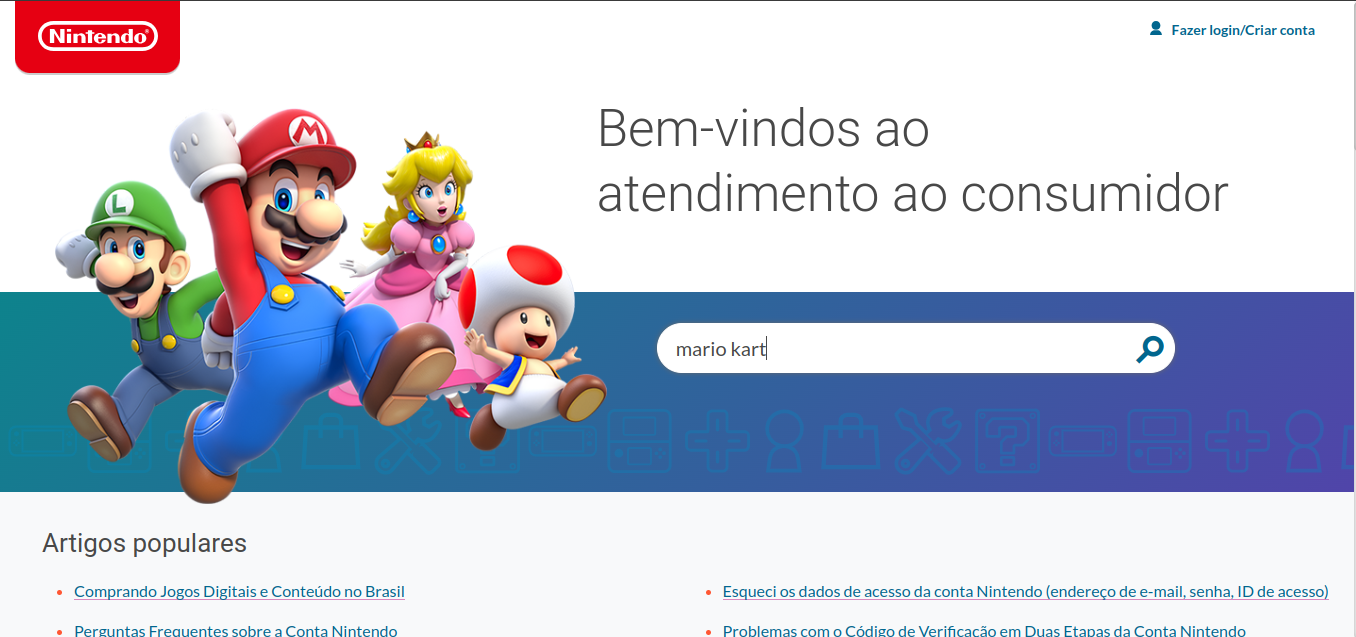 Nintendo
Fazer login/Criar conta
Bem-vindos ao
atendimento ao consumidor
mario kart
Artigos populares
Comprando Jogos Digitais e Conteúdo no Brasil
Esqueci os dados de acesso da conta Nintendo (endereço de e-mail, senha, ID de acesso)
Perguntas Frequentes sobre a Conta Nintendo
Problemas com o Código de Verificação em Duas Etapas da Conta Nintendo